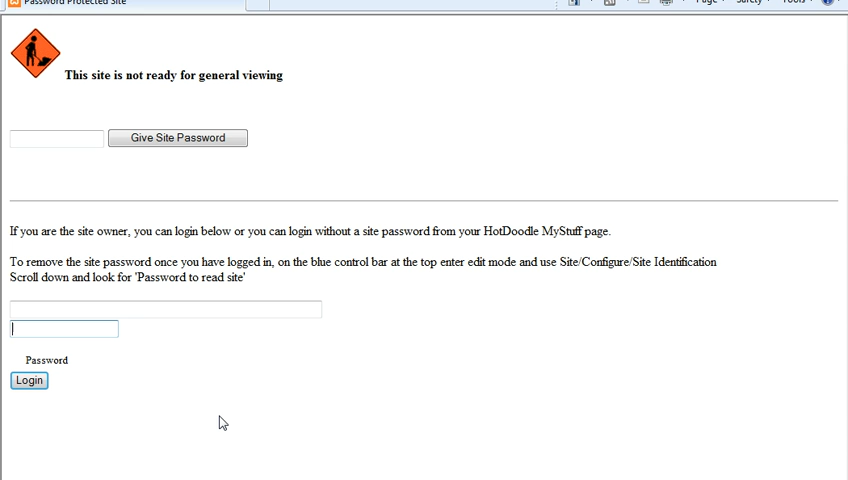 Password Protected Site
Page
Safety
Tools
This site is not ready for general viewing
Give Site Password
If you are the site owner, you can login below or you can login without a site password from your HotDoodle MyStuff page.
To remove the site password once you have logged in, on the blue control bar at the top enter edit mode and use Site/Configure/Site Identification
Scroll down and look for 'Password to read site'
Password
Login